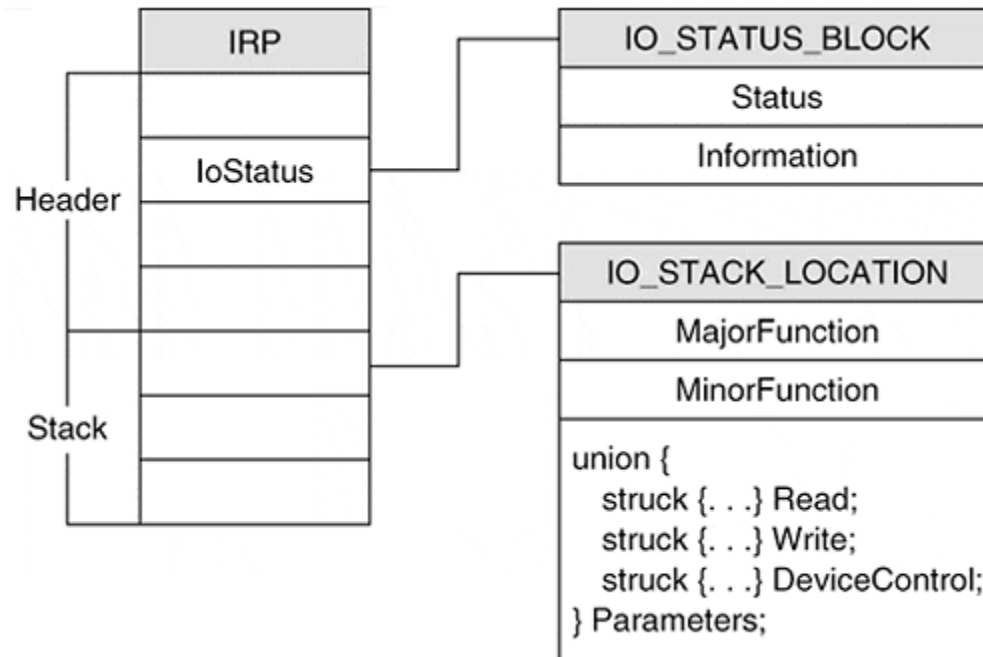 IRP
IoStatus
Header
Stack
IO_STATUS_BLOCK
Status
Information
IO_STACK_LOCATION
MajorFunction
MinorFunction
union {
struck {. . .} Read;
struck {. . .} Write;
struck {. . .} DeviceControl;
} Parameters;